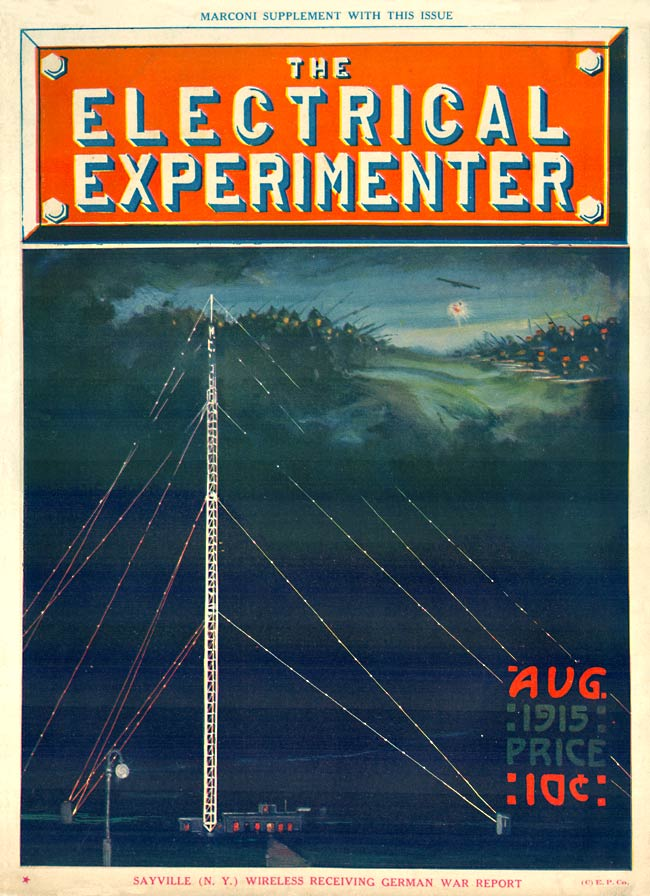 MARCONI SUPPLEMENT WITH THIS ISSUE
THE
ELECTRICAL
EXPERIMENTER
AUG.
1915
PRICE
10¢
SAYVILLE (N. Y.) WIRELESS RECEIVING GERMAN WAR REPORT
(C) E. P. Co.